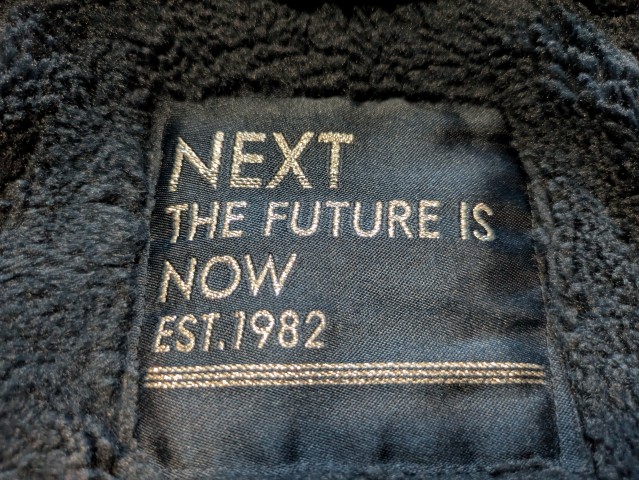 NEXT
THE FUTURE IS
NOW
EST.1982